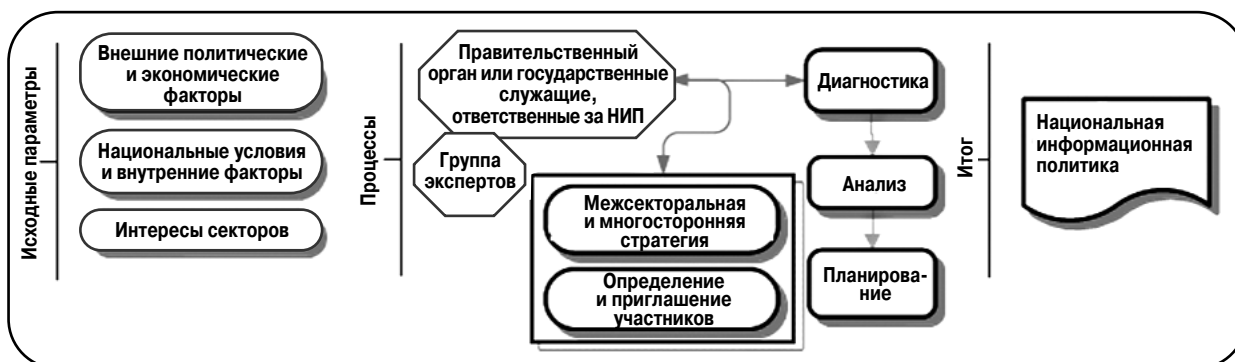 Исходные параметры
Внешние политические
и экономические
факторы
Национальные условия
и внутренние факторы
Интересы секторов
Процессы
Правительственный
орган или государственные
служащие,
ответственные за НИП
Группа
экспертов
Межсекторальная
и многосторонняя
стратегия
Определение
и приглашение
участников
Диагностика
Анализ
Планирова-
ние
Итог
Национальная
информационная
политика